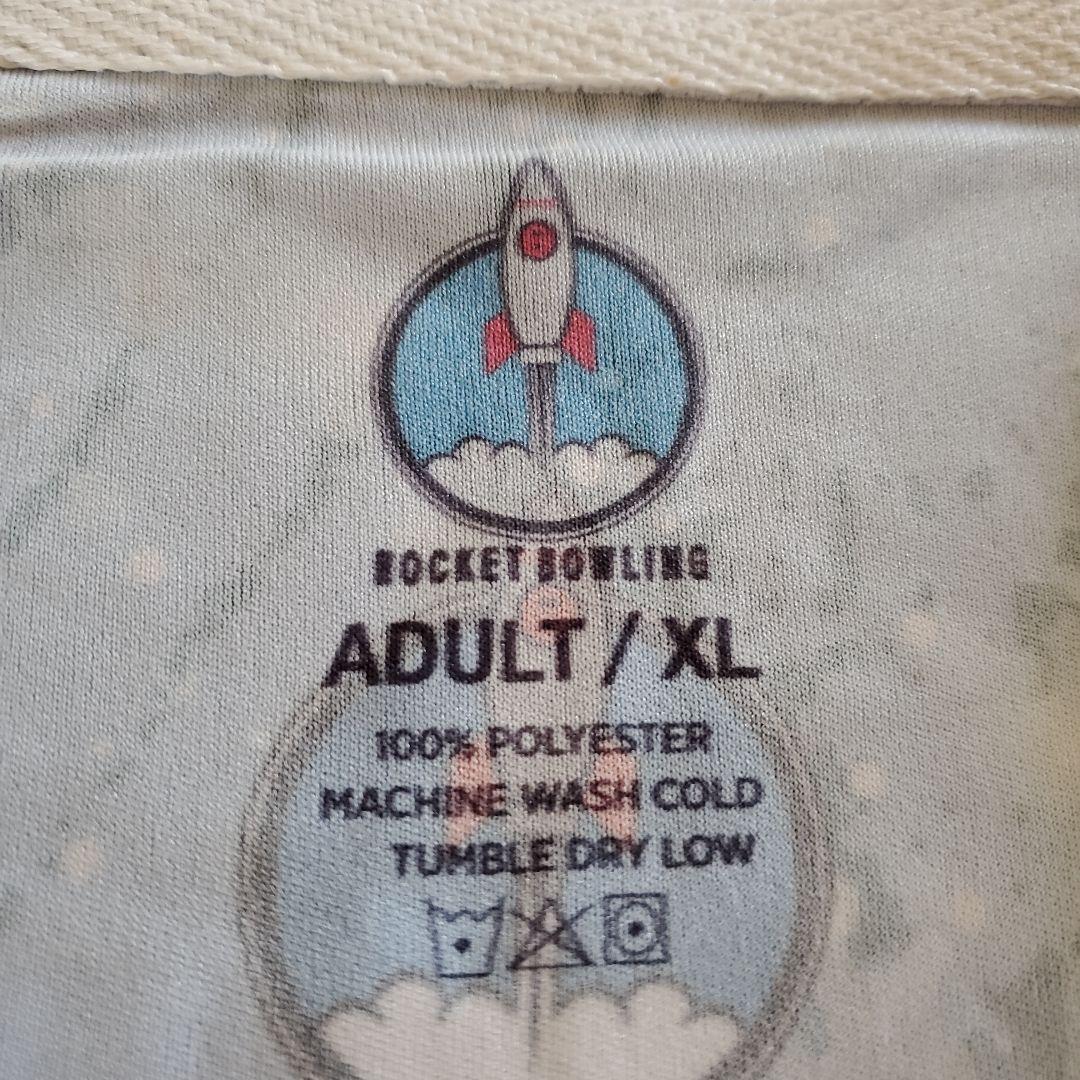 ROCKET BOWLING
ADULT / XL
100% POLYESTER
MACHINE WASH COLD
TUMBLE DRY LOW